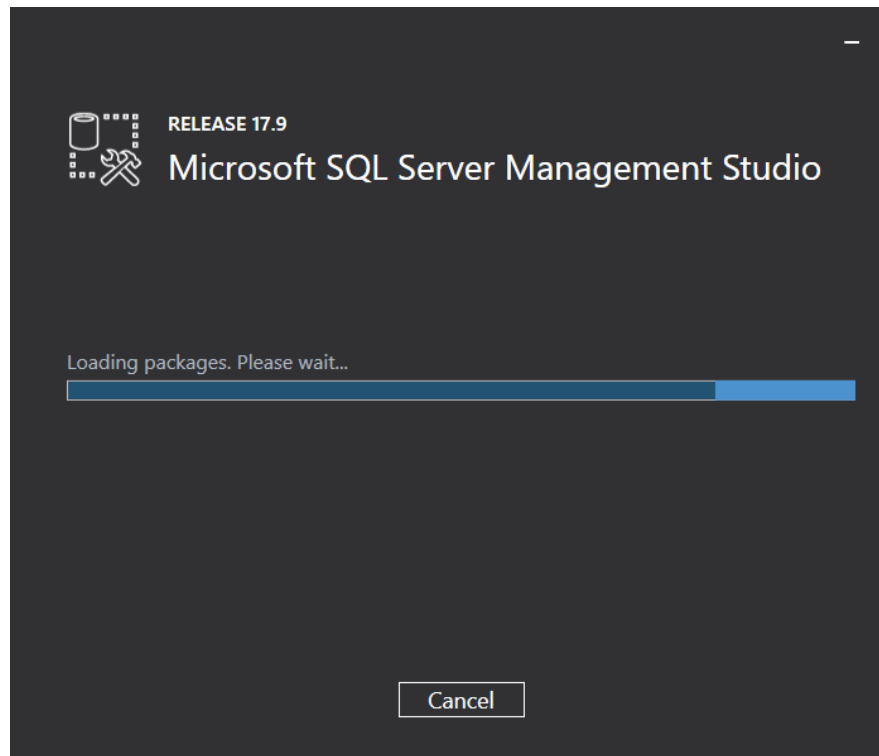 RELEASE 17.9
Microsoft SQL Server Management Studio
Loading packages. Please wait...
Cancel